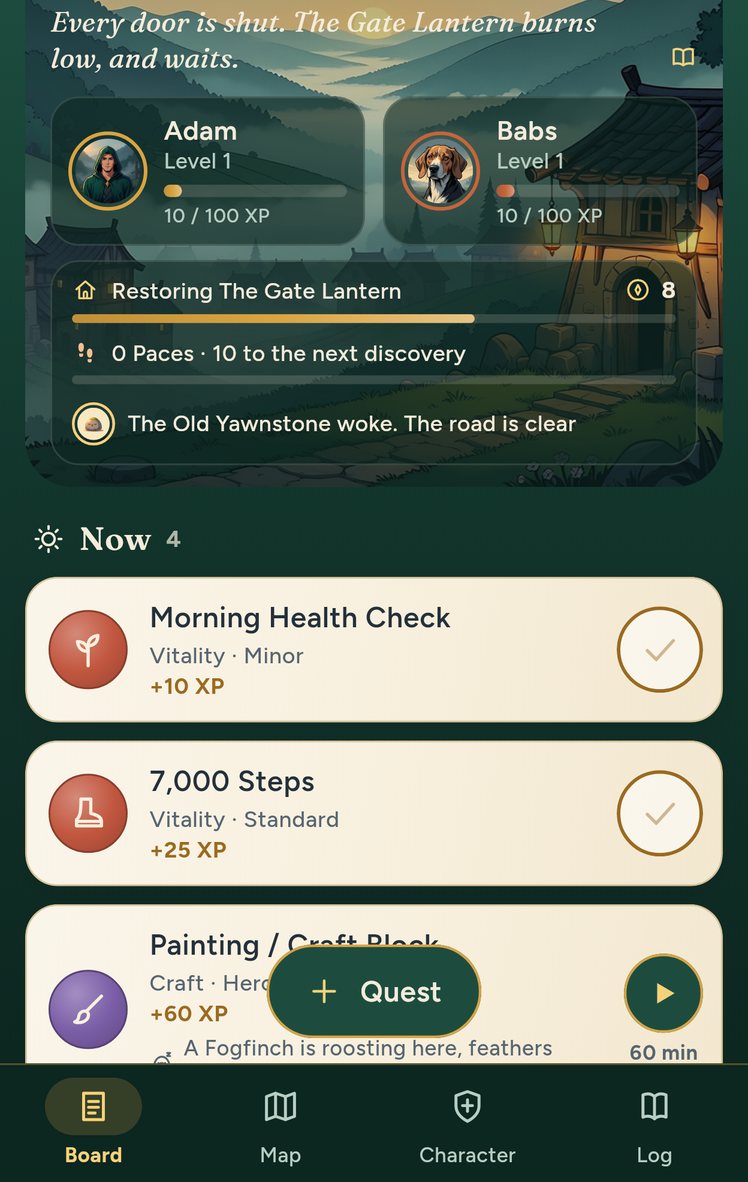 Every door is shut. The Gate Lantern burns
low, and waits.
Adam
Level 1
10 / 100 XP
Babs
Level 1
10 / 100 XP
Restoring The Gate Lantern
8
0 Paces · 10 to the next discovery
The Old Yawnstone woke. The road is clear
Now 4
Morning Health Check
Vitality · Minor
+10 XP
7,000 Steps
Vitality · Standard
+25 XP
Painting / Craft Block
Craft ·
+60 XP
A Fogfinch is roosting here, feathers
60 min
+ Quest
Board
Map
Character
Log